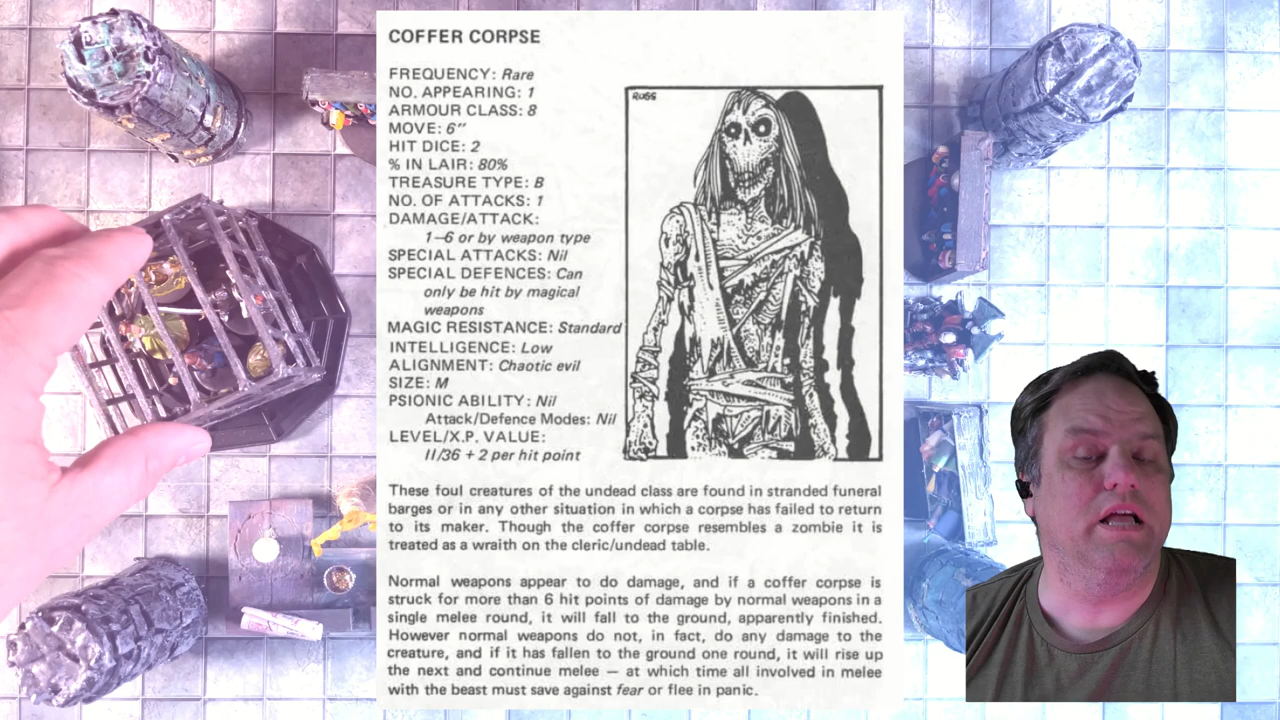 COFFER CORPSE
FREQUENCY: Rare
NO. APPEARING: 1
ARMOUR CLASS: 8
MOVE: 6"
HIT DICE: 2
% IN LAIR: 80%
TREASURE TYPE: B
NO. OF ATTACKS: 1
DAMAGE/ATTACK:
1–6 or by weapon type
SPECIAL ATTACKS: Nil
SPECIAL DEFENCES: Can
only be hit by magical
weapons
MAGIC RESISTANCE: Standard
INTELLIGENCE: Low
ALIGNMENT: Chaotic evil
SIZE: M
PSIONIC ABILITY: Nil
Attack/Defence Modes: Nil
LEVEL/X.P. VALUE:
II/36 + 2 per hit point
RUSS
These foul creatures of the undead class are found in stranded funeral
barges or in any other situation in which a corpse has failed to return
to its maker. Though the coffer corpse resembles a zombie it is
treated as a wraith on the cleric/undead table.
Normal weapons appear to do damage, and if a coffer corpse is
struck for more than 6 hit points of damage by normal weapons in a
single melee round, it will fall to the ground, apparently finished.
However normal weapons do not, in fact, do any damage to the
creature, and if it has fallen to the ground one round, it will rise up
the next and continue melee — at which time all involved in melee
with the beast must save against fear or flee in panic.